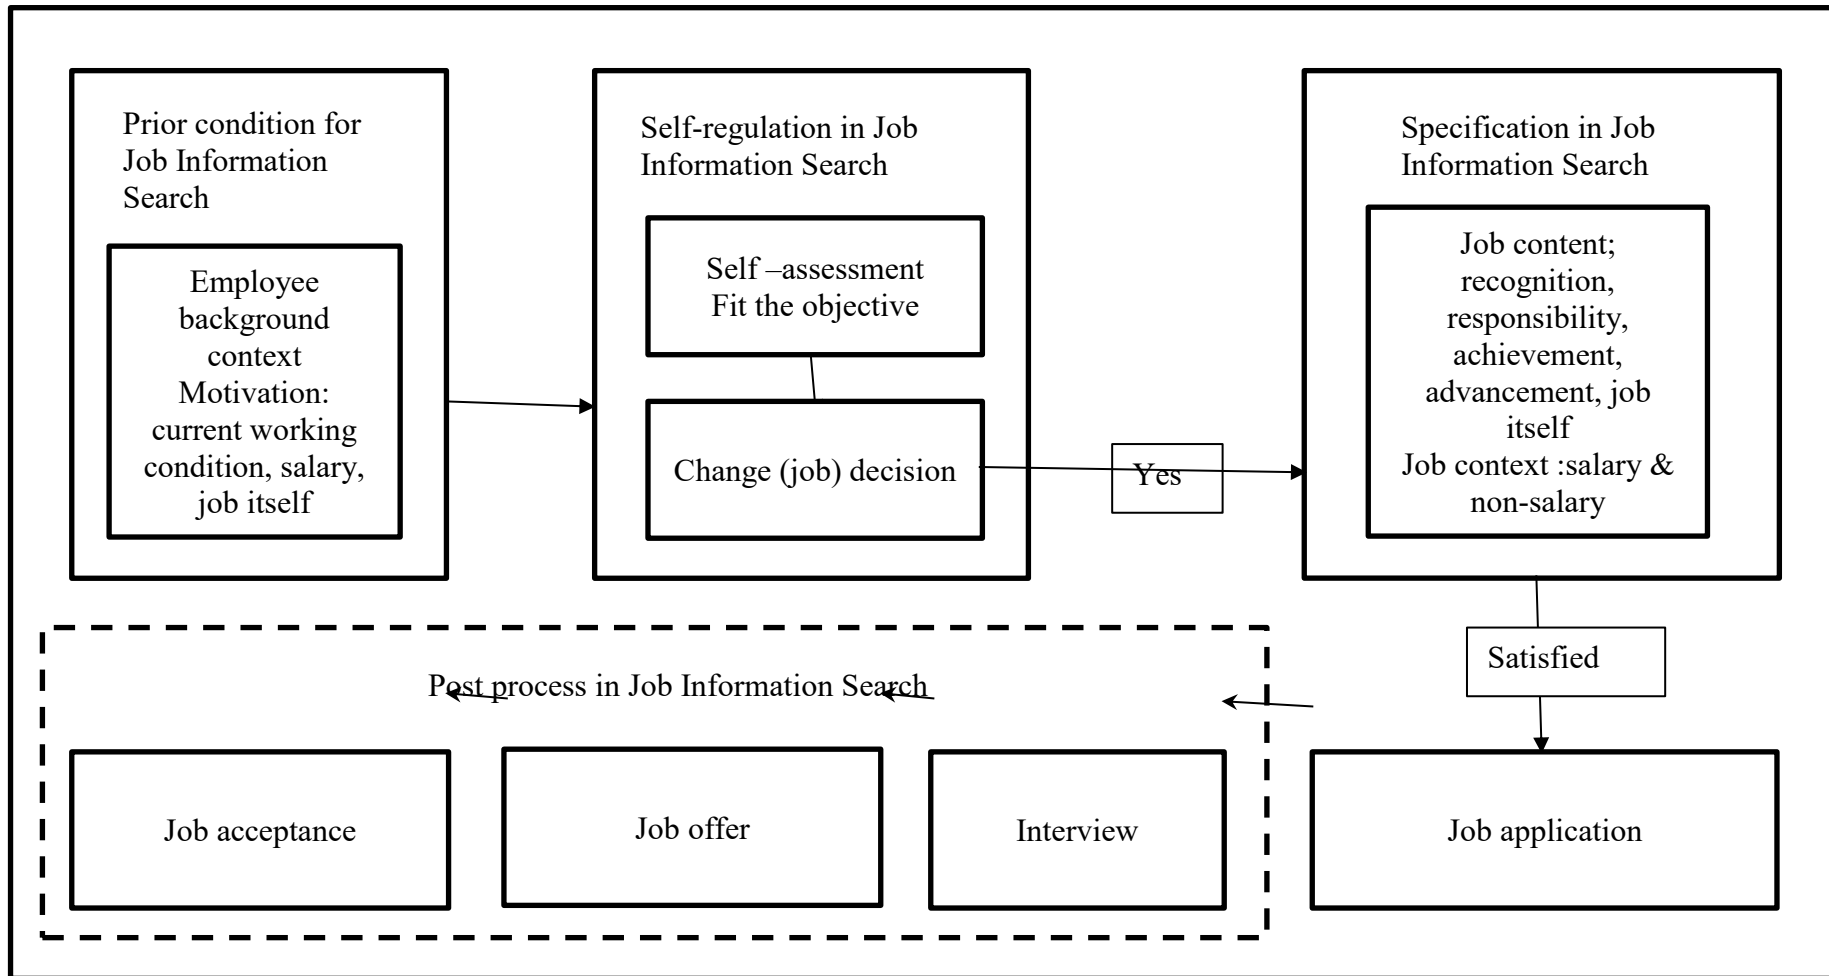 Prior condition for
Job Information
Search
Employee
background
context
Motivation:
current working
condition, salary,
job itself
Self-regulation in Job
Information Search
Self –assessment
Fit the objective
Change (job) decision
Yes
Specification in Job
Information Search
Job content;
recognition,
responsibility,
achievement,
advancement, job
itself
Job context :salary &
non-salary
Satisfied
Post process in Job Information Search
Job acceptance
Job offer
Interview
Job application